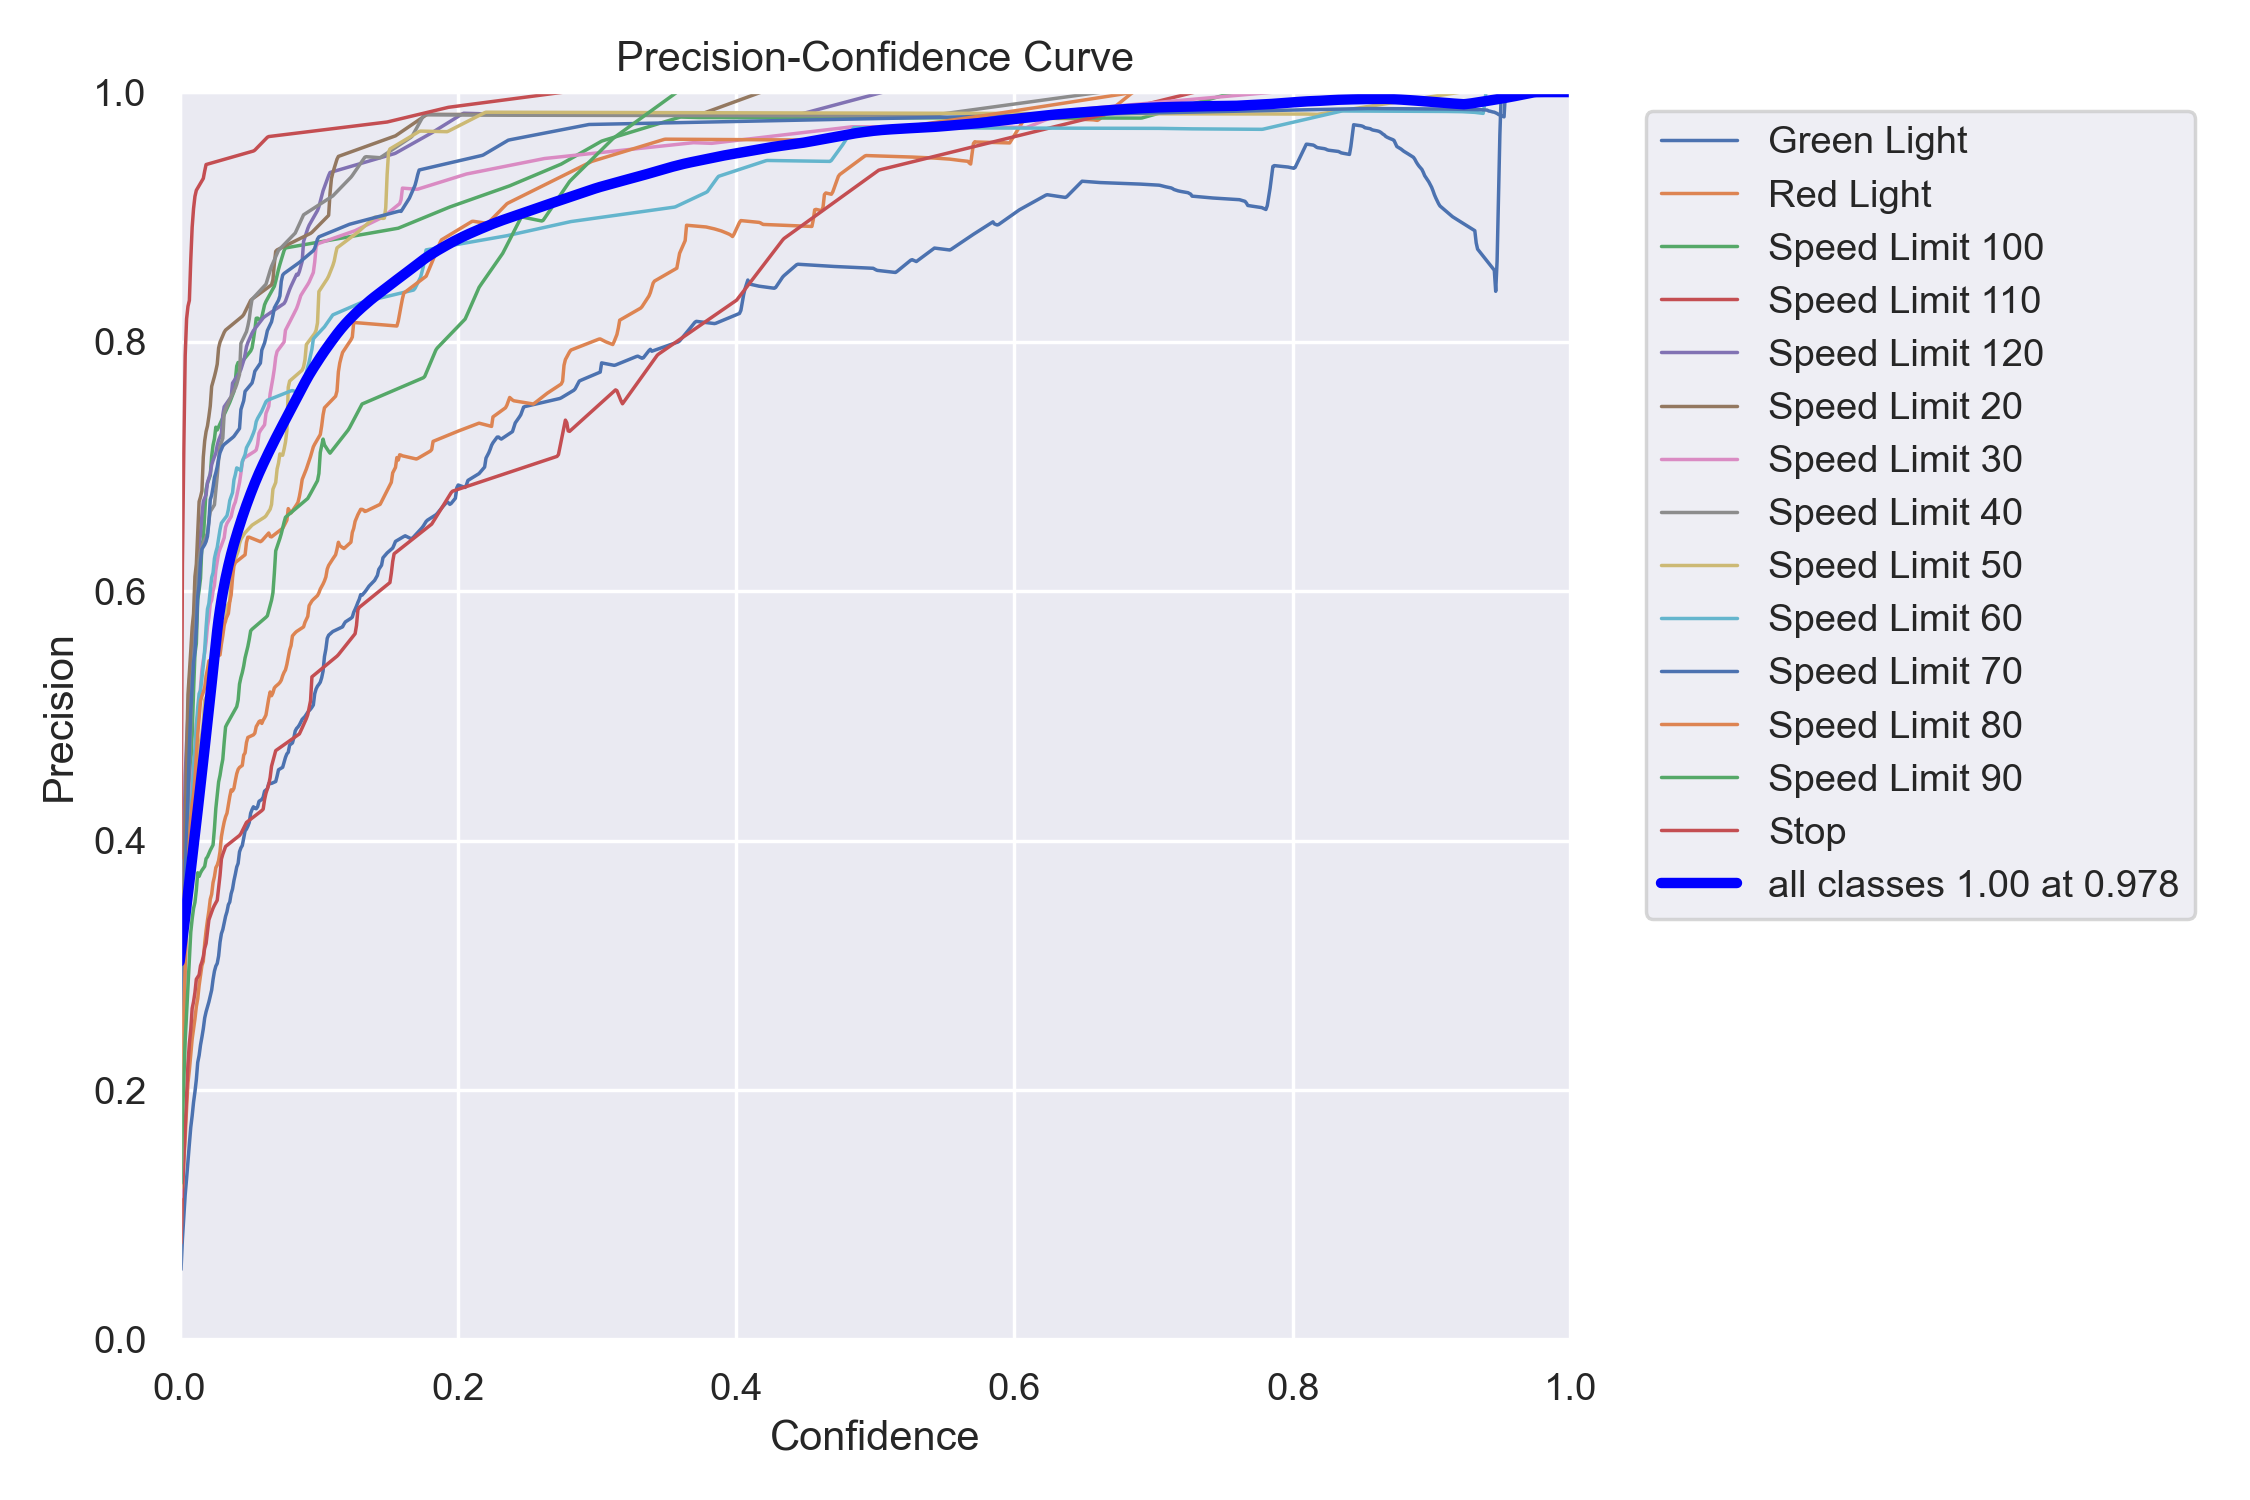 Precision-Confidence Curve
1.0
0.8
0.6
0.4
0.2
0.0
Precision
0.0 0.2 0.4 0.6 0.8 1.0
Confidence
Green Light
Red Light
Speed Limit 100
Speed Limit 110
Speed Limit 120
Speed Limit 20
Speed Limit 30
Speed Limit 40
Speed Limit 50
Speed Limit 60
Speed Limit 70
Speed Limit 80
Speed Limit 90
Stop
all classes 1.00 at 0.978